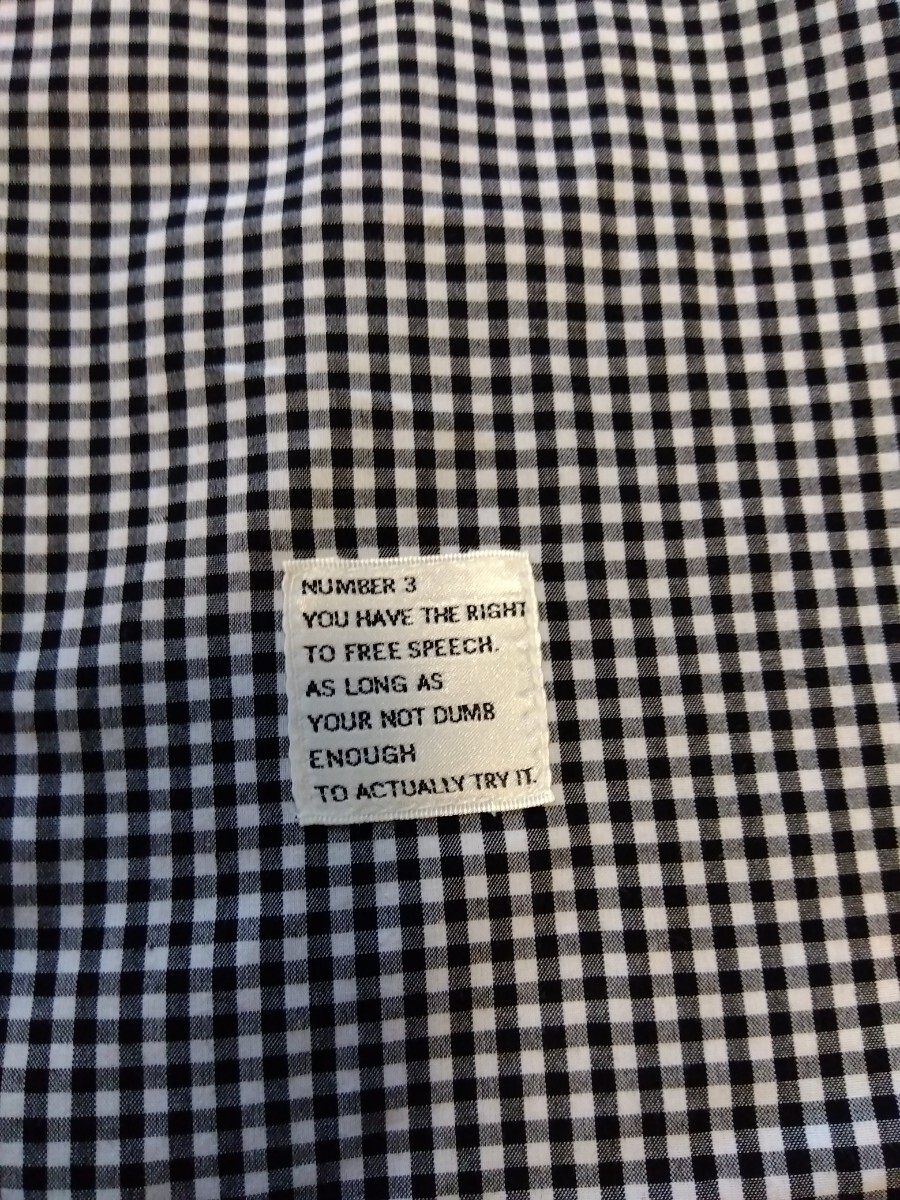 NUMBER 3
YOU HAVE THE RIGHT
TO FREE SPEECH.
AS LONG AS
YOUR NOT DUMB
ENOUGH
TO ACTUALLY TRY IT.